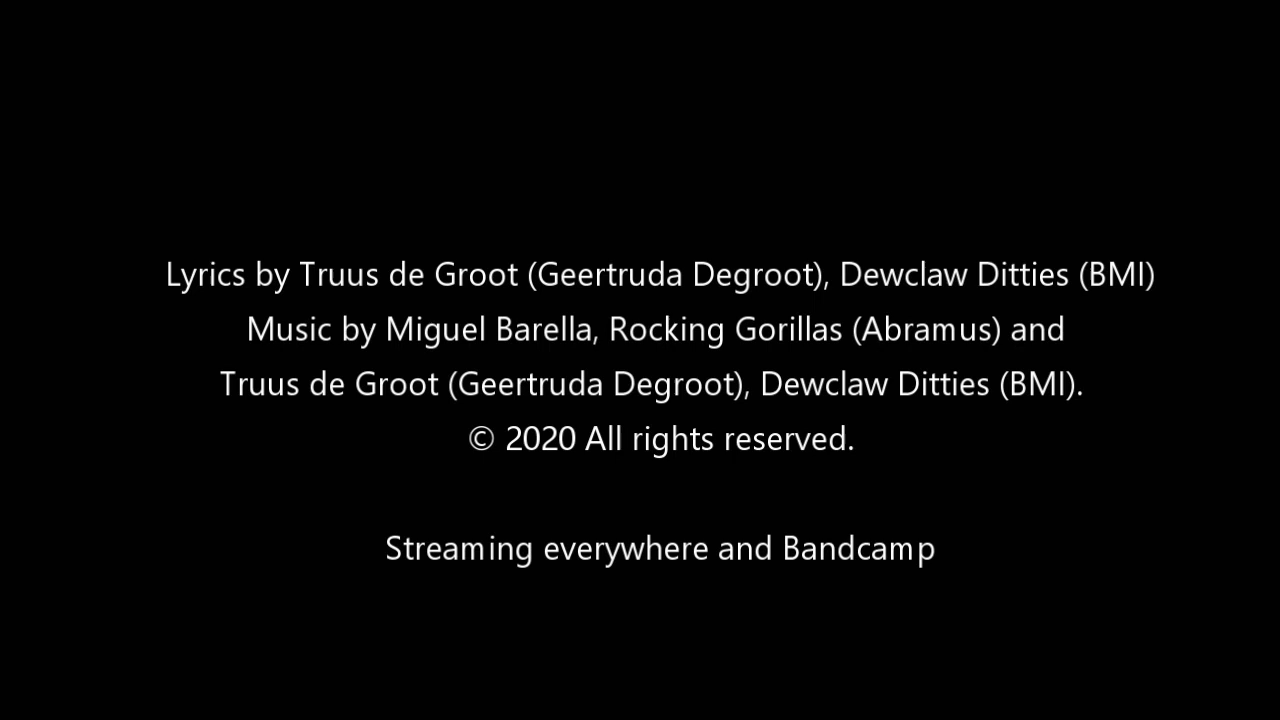 Lyrics by Truus de Groot (Geertruda Degroot), Dewclaw Ditties (BMI)
Music by Miguel Barella, Rocking Gorillas (Abramus) and
Truus de Groot (Geertruda Degroot), Dewclaw Ditties (BMI).
© 2020 All rights reserved.
Streaming everywhere and Bandcamp